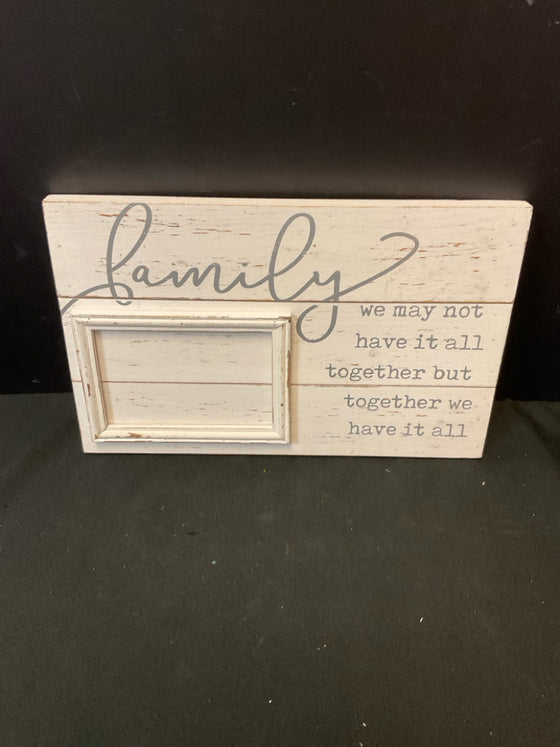 family
we may not
have it all
together but
together we
have it all